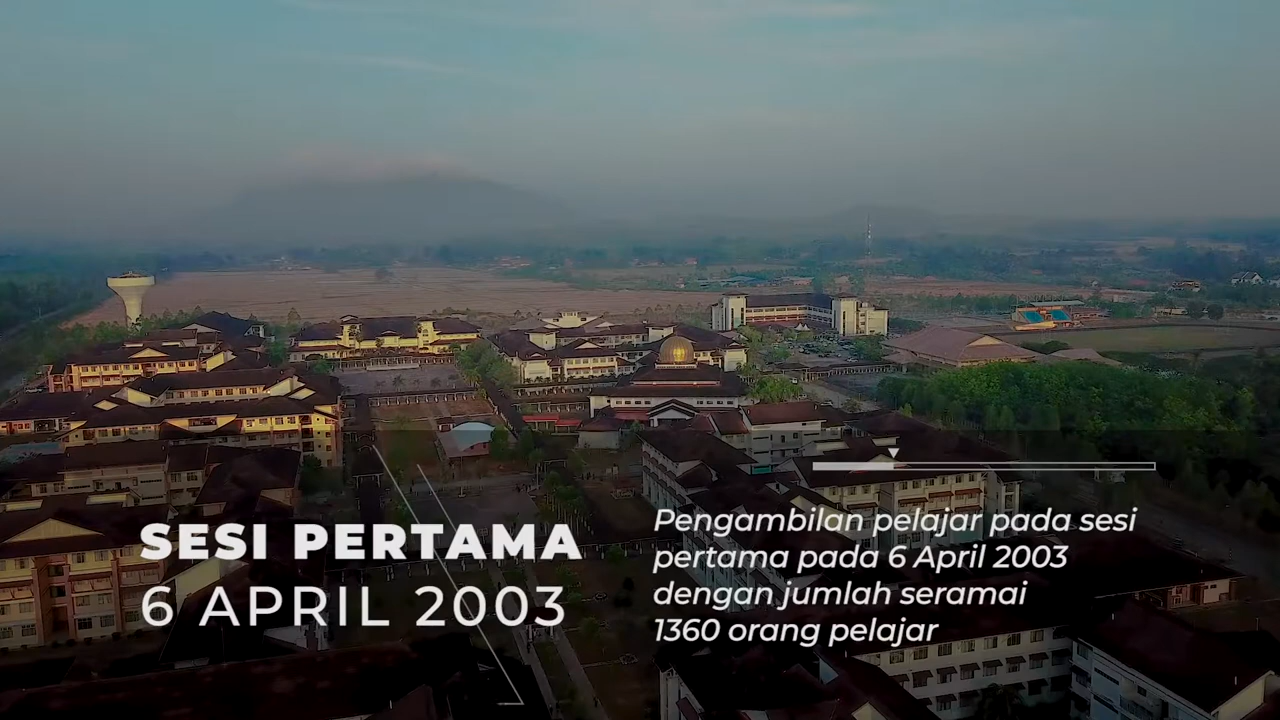 SESI PERTAMA
6 APRIL 2003
Pengambilan pelajar pada sesi
pertama pada 6 April 2003
dengan jumlah seramai
1360 orang pelajar